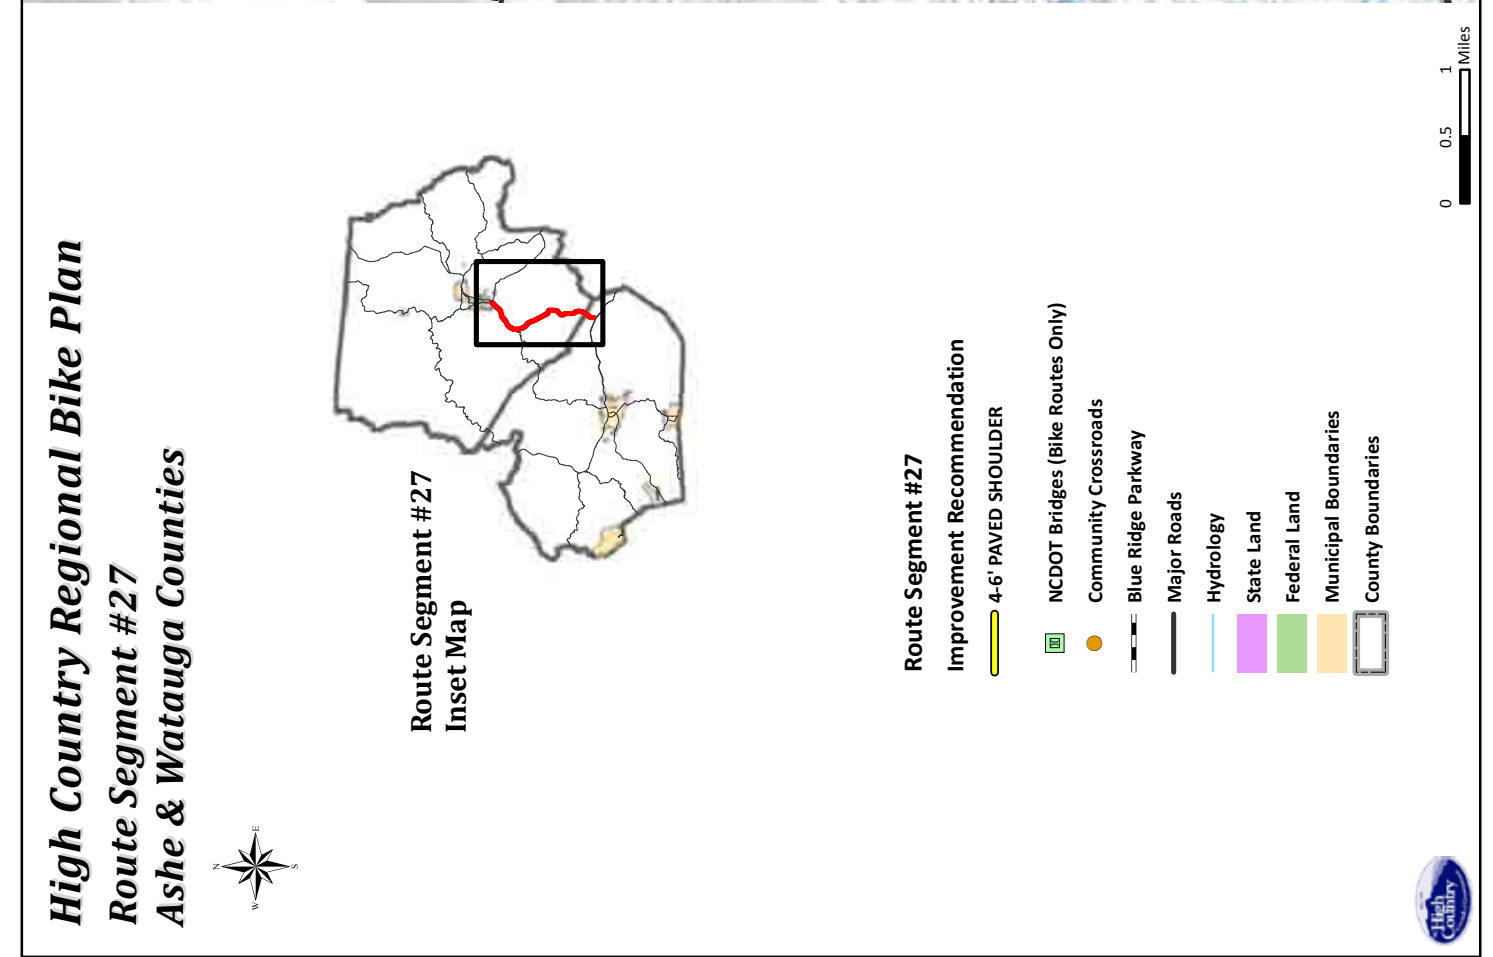 High Country Regional Bike Plan
Route Segment #27
Ashe & Watauga Counties
N
W
E
S
Route Segment #27
Inset Map
Route Segment #27
Improvement Recommendation
4-6' PAVED SHOULDER
NCDOT Bridges (Bike Routes Only)
Community Crossroads
Blue Ridge Parkway
Major Roads
Hydrology
State Land
Federal Land
Municipal Boundaries
County Boundaries
High
Country
0 0.5 1
Miles